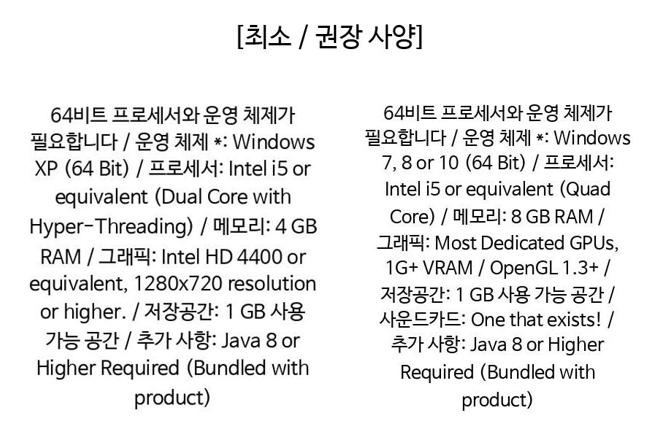 [최소 / 권장 사양]
64비트 프로세서와 운영 체제가
필요합니다 / 운영 체제 *: Windows
XP (64 Bit) / 프로세서: Intel i5 or
equivalent (Dual Core with
Hyper-Threading) / 메모리: 4 GB
RAM / 그래픽: Intel HD 4400 or
equivalent, 1280x720 resolution
or higher. / 저장공간: 1 GB 사용
가능 공간 / 추가 사항: Java 8 or
Higher Required (Bundled with
product)
64비트 프로세서와 운영 체제가
필요합니다 / 운영 체제 *: Windows
7, 8 or 10 (64 Bit) / 프로세서:
Intel i5 or equivalent (Quad
Core) / 메모리: 8 GB RAM /
그래픽: Most Dedicated GPUs,
1G+ VRAM / OpenGL 1.3+ /
저장공간: 1 GB 사용 가능 공간 /
사운드카드: One that exists! /
추가 사항: Java 8 or Higher
Required (Bundled with
product)